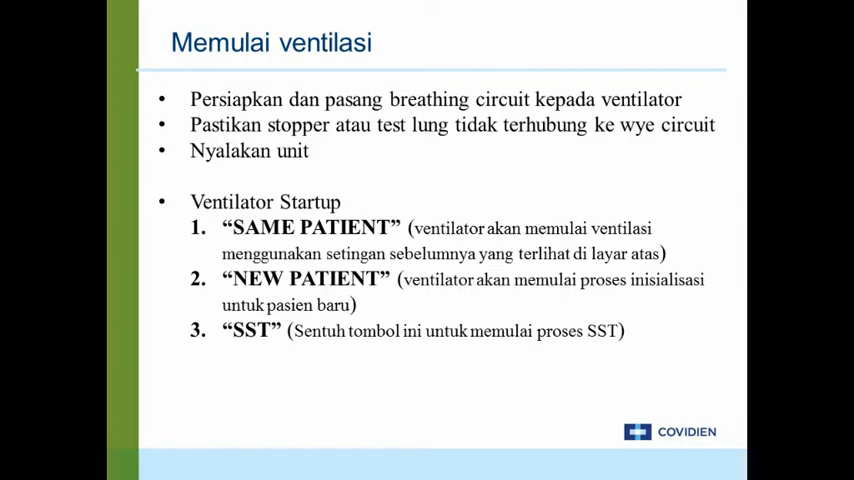 Memulai ventilasi
• Persiapkan dan pasang breathing circuit kepada ventilator
• Pastikan stopper atau test lung tidak terhubung ke wye circuit
• Nyalakan unit
• Ventilator Startup
1. “SAME PATIENT” (ventilator akan memulai ventilasi
menggunakan setingan sebelumnya yang terlihat di layar atas)
2. “NEW PATIENT” (ventilator akan memulai proses inisialisasi
untuk pasien baru)
3. “SST” (Sentuh tombol ini untuk memulai proses SST)
COVIDIEN